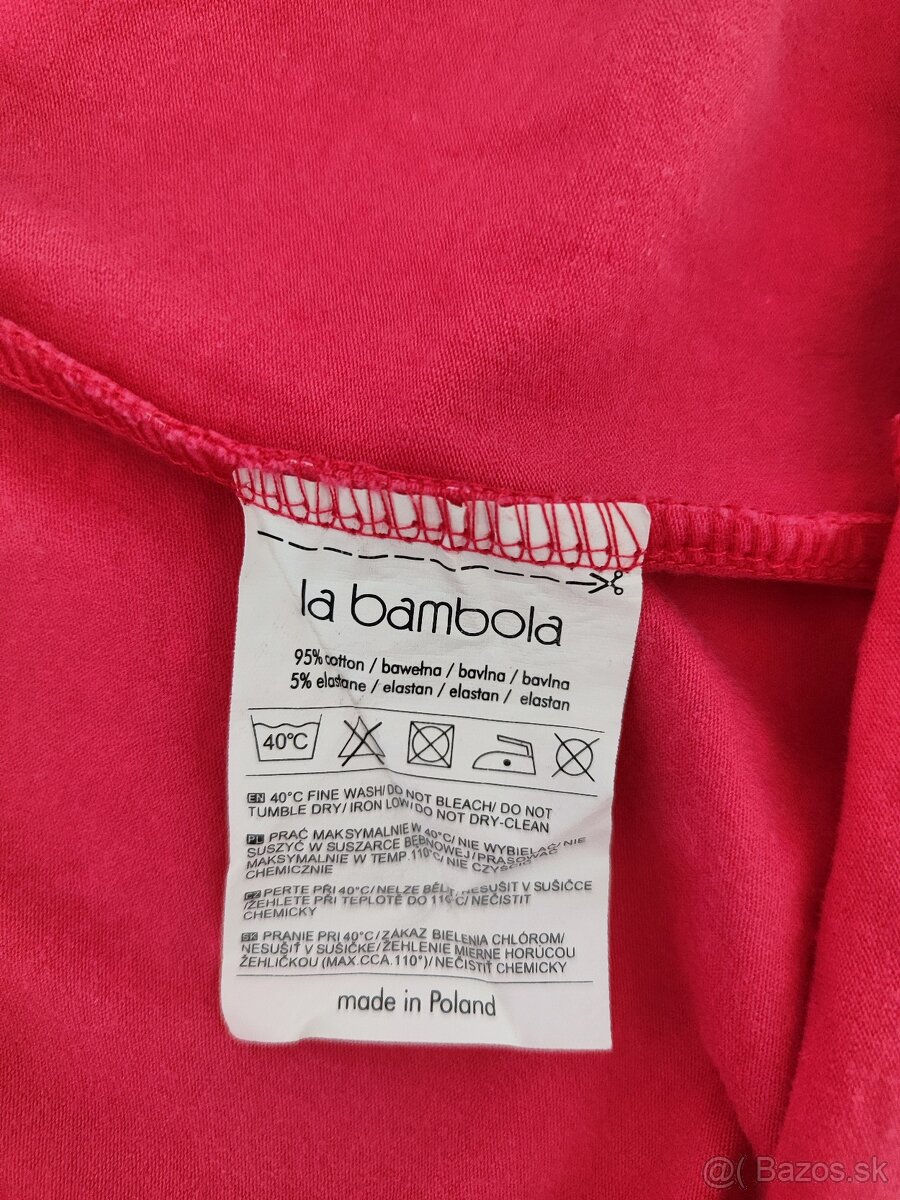 la bambola
95% cotton / bawełna / bavlna / bavlna
5% elastane / elastan / elastan / elastan
40°C
EN 40°C FINE WASH/DO NOT BLEACH/ DO NOT
TUMBLE DRY/ IRON LOW/DO NOT DRY-CLEAN
PL PRAĆ MAKSYMALNIE W 40°C/ NIE WYBIELAĆ/NIE
SUSZYĆ W SUSZARCE BĘBNOWEJ/PRASOWAĆ
MAKSYMALNIE W TEMP. 110°C/ NIE CZYŚCIĆ
CHEMICZNIE
CZ PERTE PŘI 40°C/NELZE BĚLIT, NESUŠIT V SUŠIČCE
/ŽEHLETE PŘI TEPLOTĚ DO 110°C/NEČISTIT
CHEMICKY
SK PRANIE PRI 40°C/ZÁKAZ BIELENIA CHLÓROM/
NESUŠIŤ V SUŠIČKE/ŽEHLENIE MIERNE HORÚCOU
ŽEHLIČKOU (MAX.CCA.110°)/NEČISTIŤ CHEMICKY
made in Poland
@( Bazos.sk